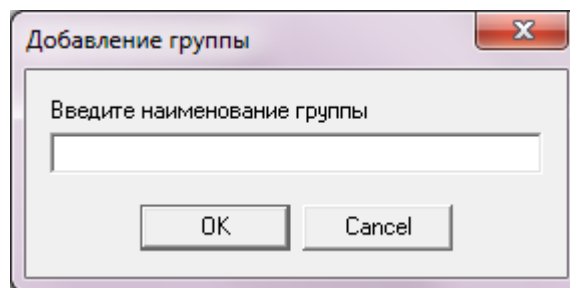 Добавление группы
Введите наименование группы
OK
Cancel